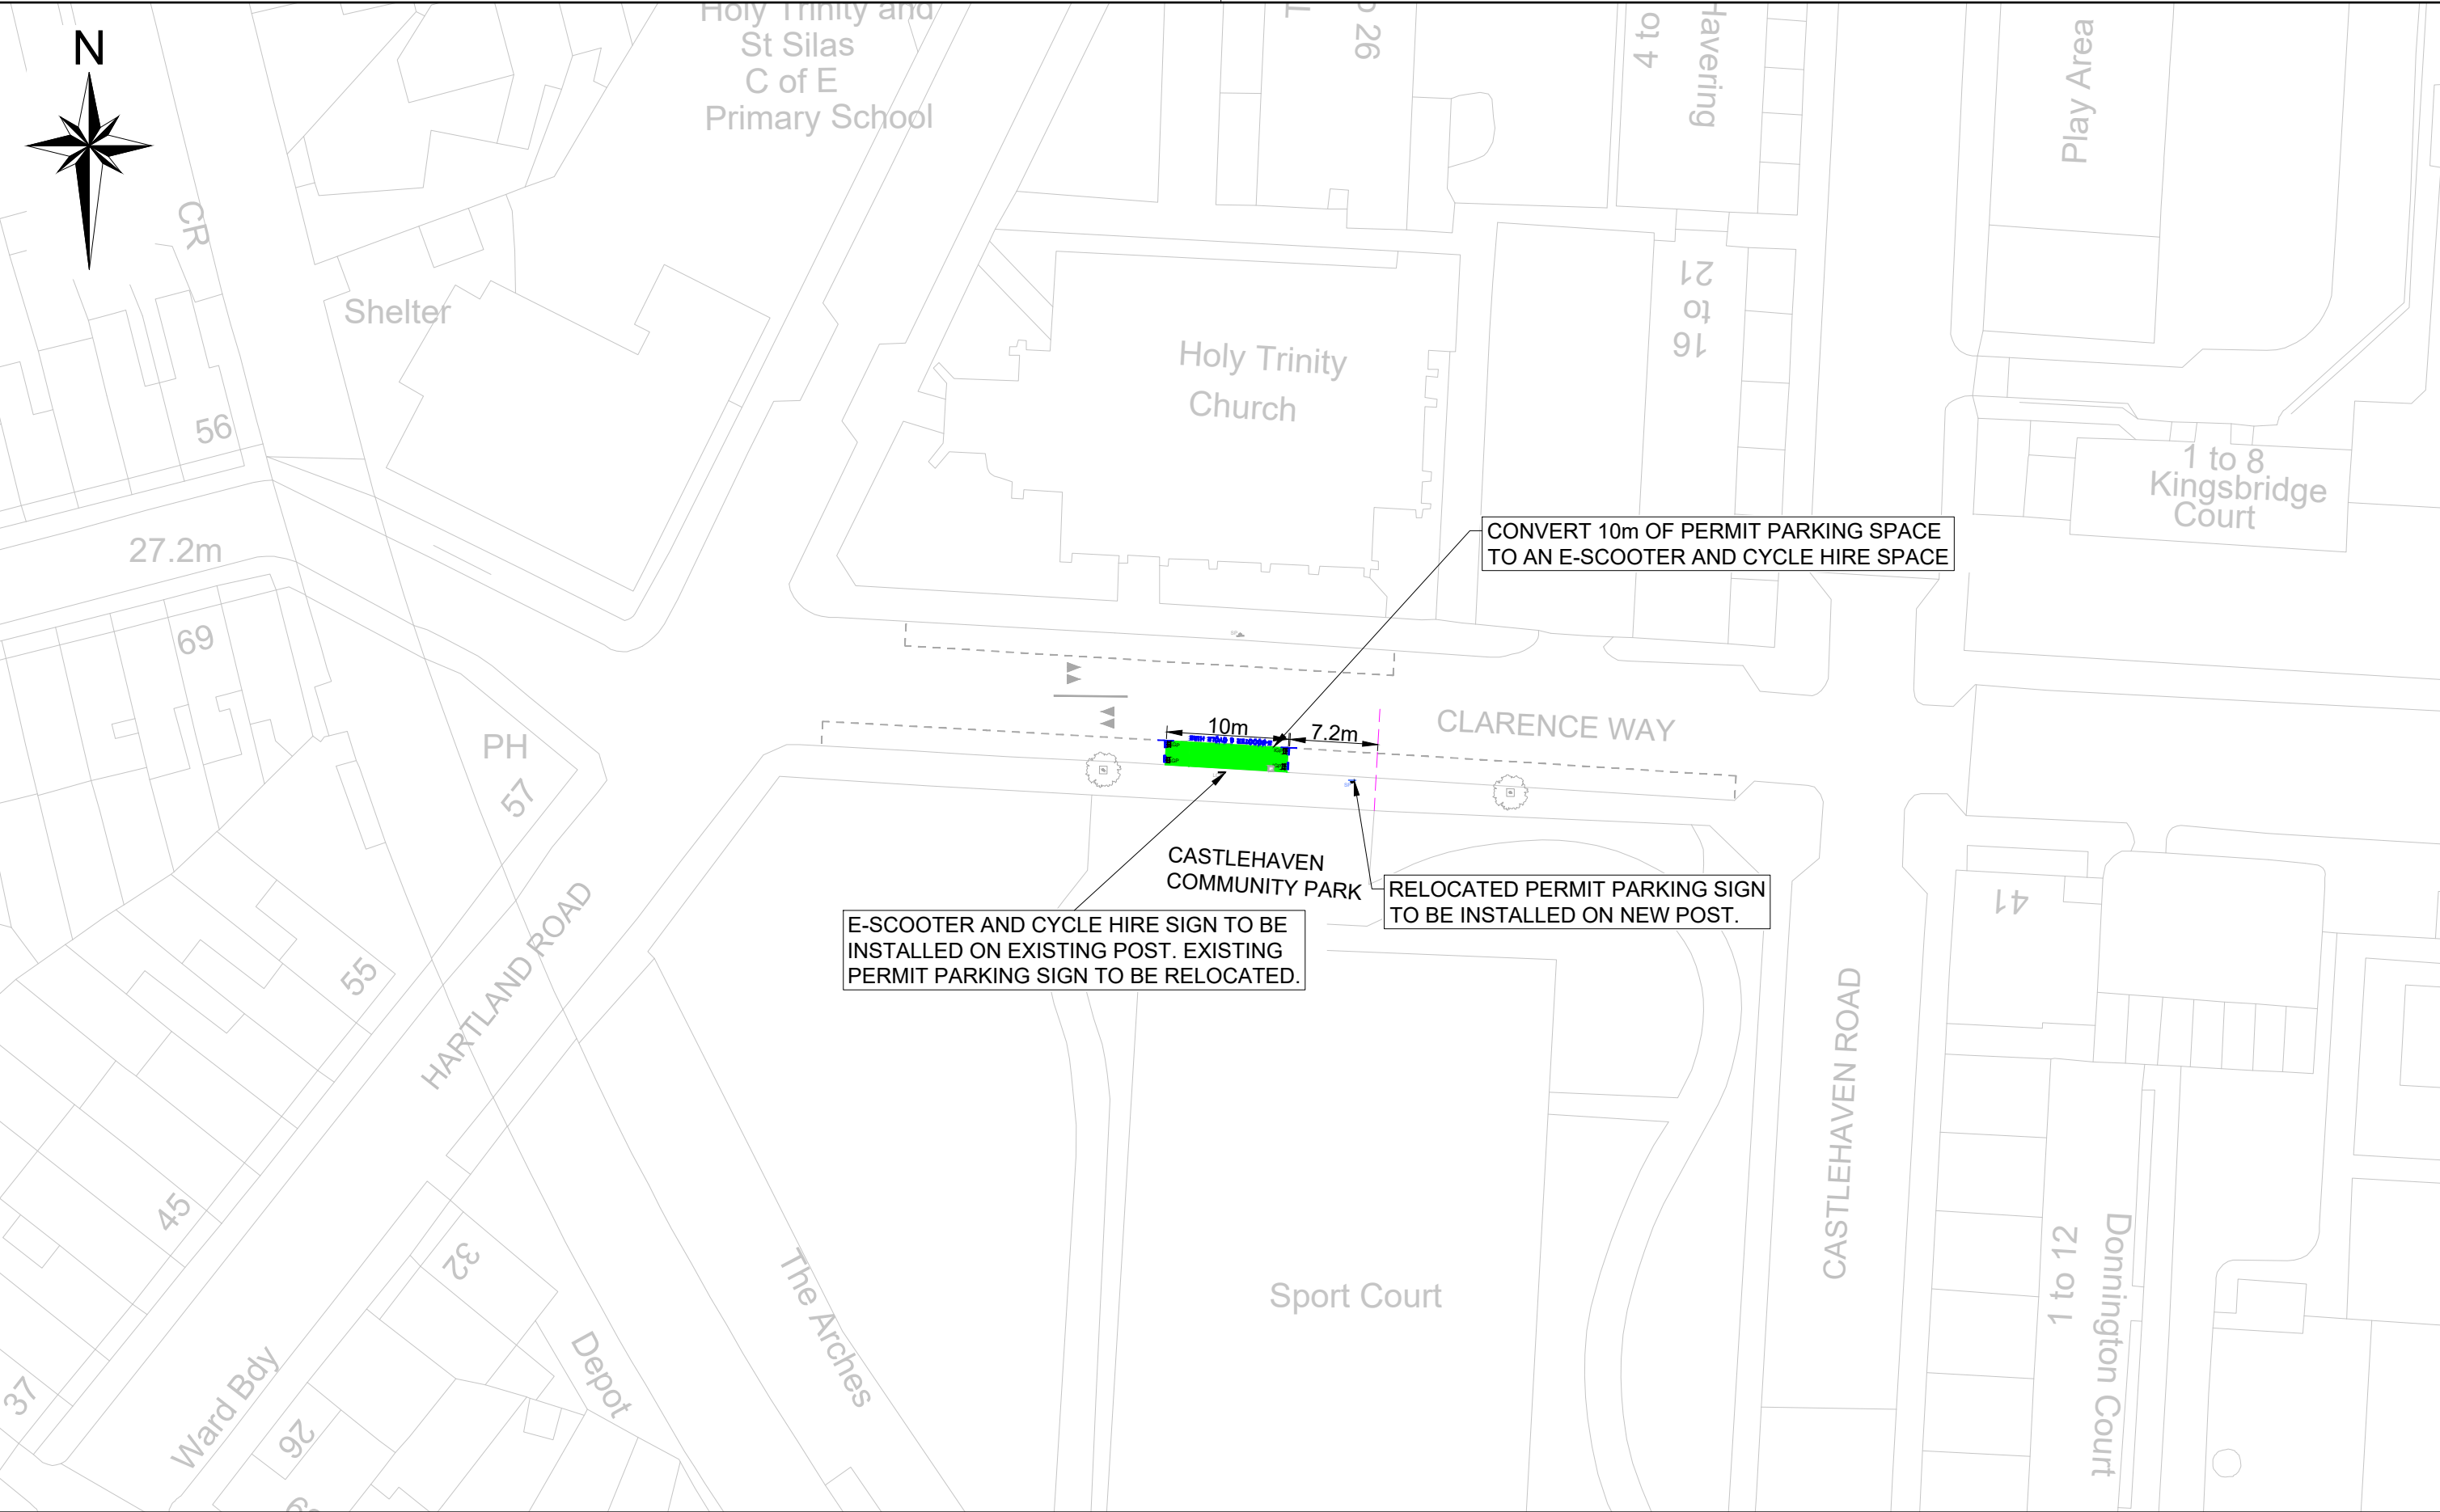 N
Holy Trinity and
St Silas
C of E
Primary School
o 26
4 to
Havering
Play Area
CR
Shelter
56
27.2m
69
PH
57
55
45
37
32
26
HARTLAND ROAD
Ward Bdy
Depot
The Arches
Holy Trinity
Church
21
to
16
1 to 8
Kingsbridge
Court
CONVERT 10m OF PERMIT PARKING SPACE
TO AN E-SCOOTER AND CYCLE HIRE SPACE
10m
7.2m
CLARENCE WAY
CASTLEHAVEN
COMMUNITY PARK
RELOCATED PERMIT PARKING SIGN
TO BE INSTALLED ON NEW POST.
E-SCOOTER AND CYCLE HIRE SIGN TO BE
INSTALLED ON EXISTING POST. EXISTING
PERMIT PARKING SIGN TO BE RELOCATED.
41
CASTLEHAVEN ROAD
Sport Court
1 to 12
Donnington Court